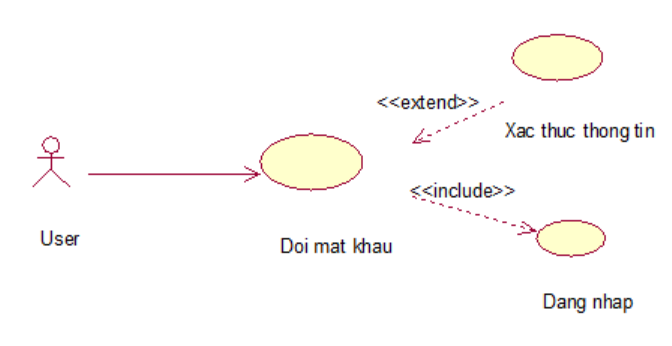 <<extend>>
Xac thuc thong tin
<<include>>
User
Doi mat khau
Dang nhap